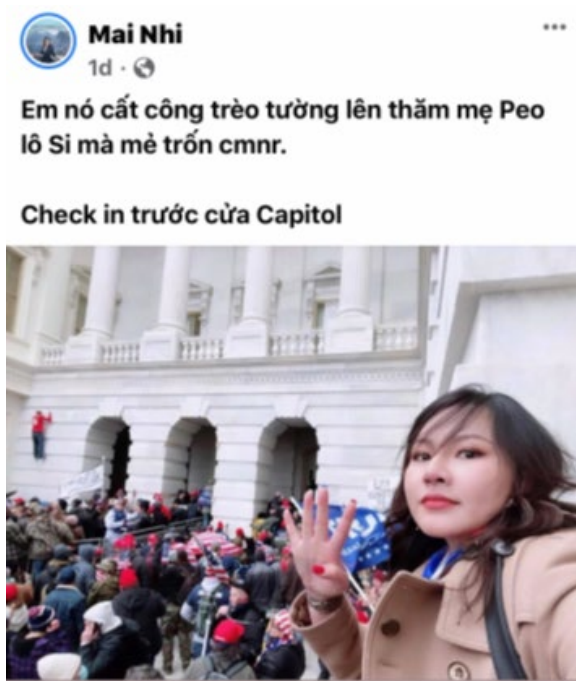 Mai Nhi
1d ·
Em nó cất công trèo tường lên thăm mẹ Peo
lô Si mà mẻ trốn cmnr.
Check in trước cửa Capitol